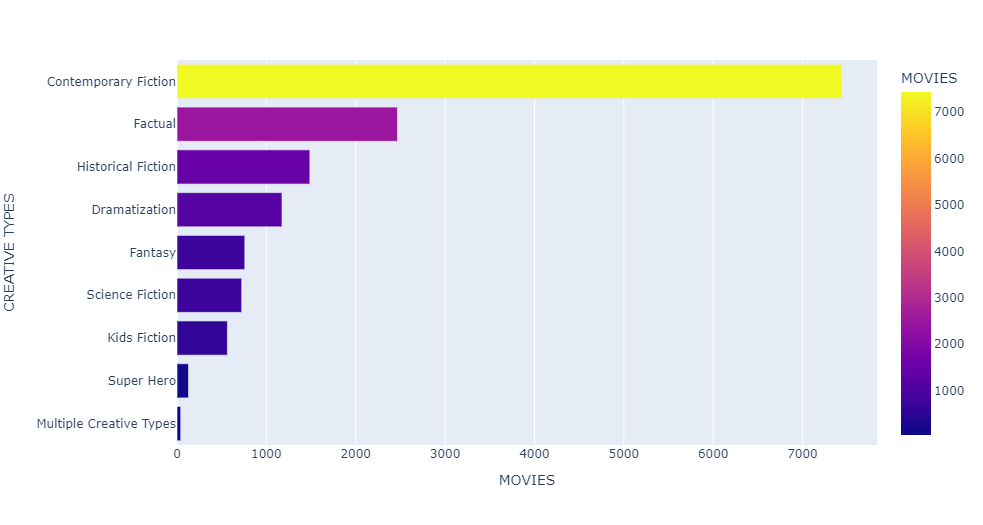 MOVIES
Contemporary Fiction
7000
Factual
6000
Historical Fiction
5000
Dramatization
4000
CREATIVE TYPES
Fantasy
3000
Science Fiction
2000
Kids Fiction
1000
Super Hero
Multiple Creative Types
0 1000 2000 3000 4000 5000 6000 7000
MOVIES